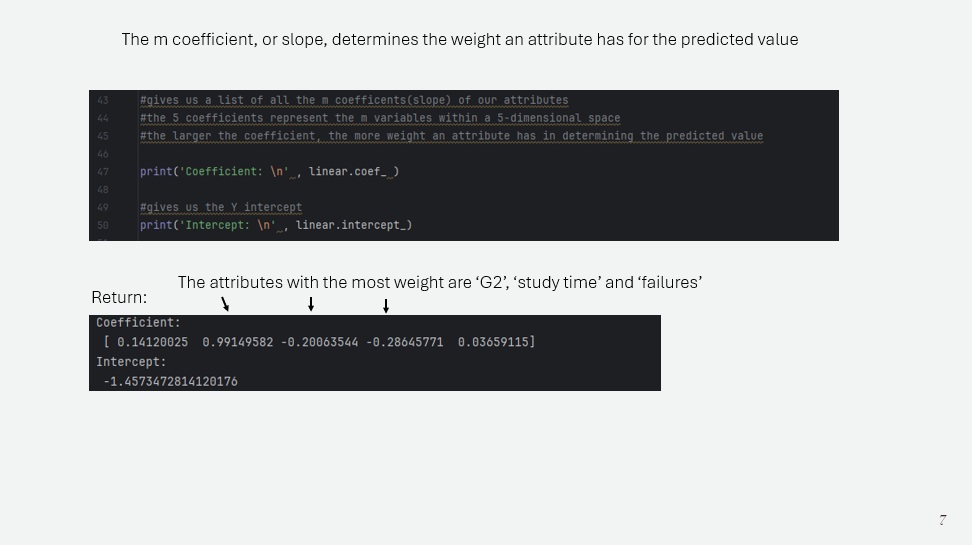 The m coefficient, or slope, determines the weight an attribute has for the predicted value
43 #gives us a list of all the m coefficents(slope) of our attributes
44 #the 5 coefficients represent the m variables within a 5-dimensional space
45 #the larger the coefficient, the more weight an attribute has in determining the predicted value
46
47 print('Coefficient: \n' , linear.coef_ )
48
49 #gives us the Y intercept
50 print('Intercept: \n' , linear.intercept_)
The attributes with the most weight are ‘G2’, ‘study time’ and ‘failures’
Return:
Coefficient:
[ 0.14120025  0.99149582 -0.20063544 -0.28645771  0.03659115]
Intercept:
-1.4573472814120176
7